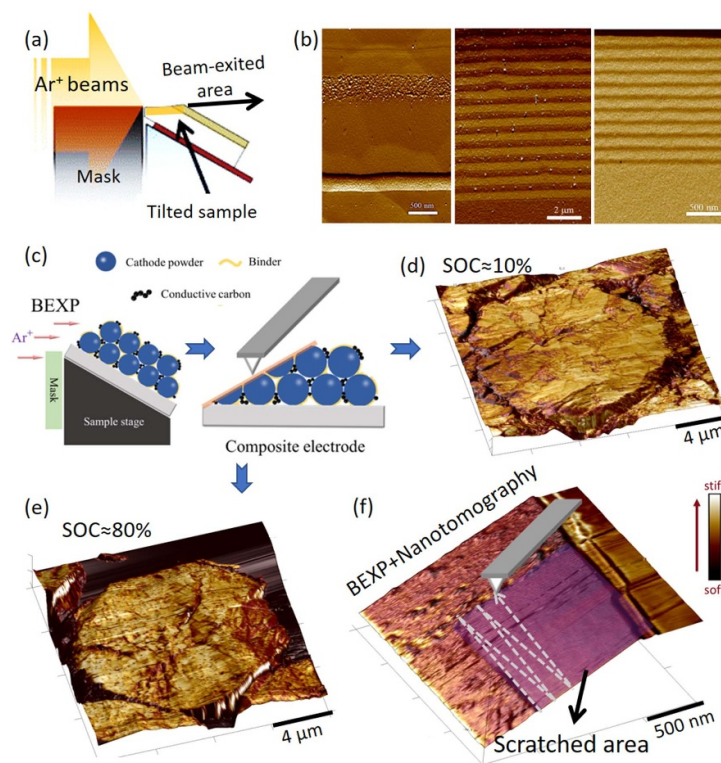 (a)
Ar⁺ beams
Beam-exited
area
Mask
Tilted sample
(b)
500 nm
2 μm
500 nm
(c)
Cathode powder
Binder
Conductive carbon
BEXP
Ar⁺
Mask
Sample stage
Composite electrode
(d)
SOC≈10%
4 μm
(e)
SOC≈80%
4 μm
(f)
BEXP+Nanotomography
stif
sof
500 nm
Scratched area